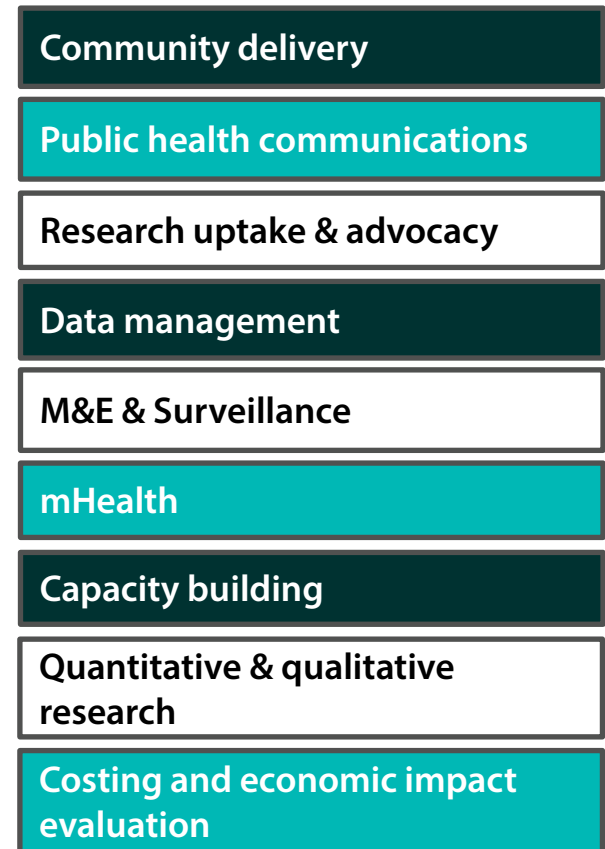 Community delivery
Public health communications
Research uptake & advocacy
Data management
M&E & Surveillance
mHealth
Capacity building
Quantitative & qualitative
research
Costing and economic impact
evaluation